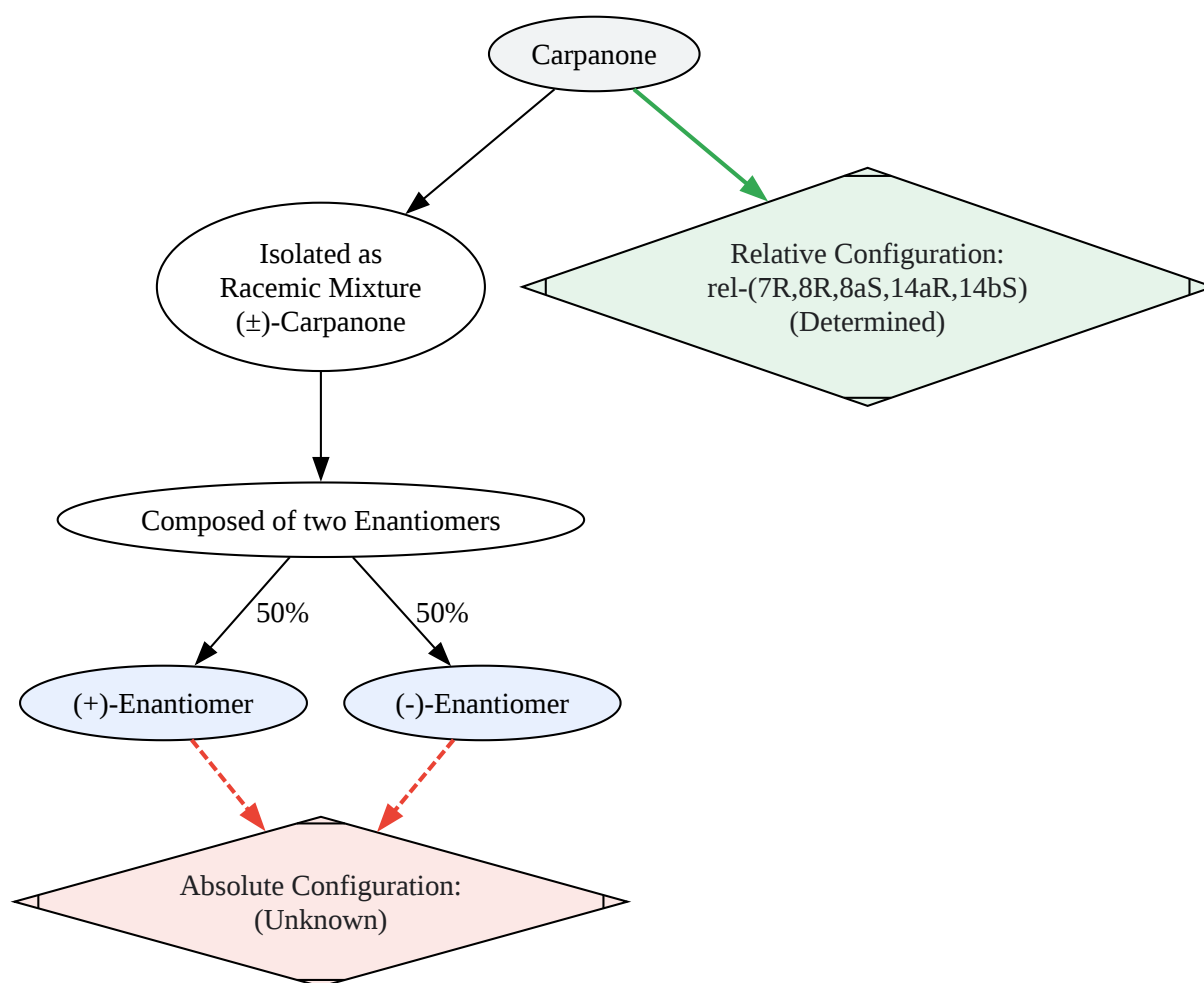 Carpanone
Isolated as
Racemic Mixture
(±)-Carpanone
Relative Configuration:
rel-(7R,8R,8aS,14aR,14bS)
(Determined)
Composed of two Enantiomers
50%
50%
(+)-Enantiomer
(-)-Enantiomer
Absolute Configuration:
(Unknown)